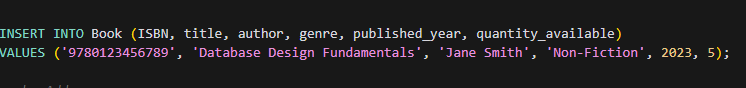 INSERT INTO Book (ISBN, title, author, genre, published_year, quantity_available)
VALUES ('9780123456789', 'Database Design Fundamentals', 'Jane Smith', 'Non-Fiction', 2023, 5);